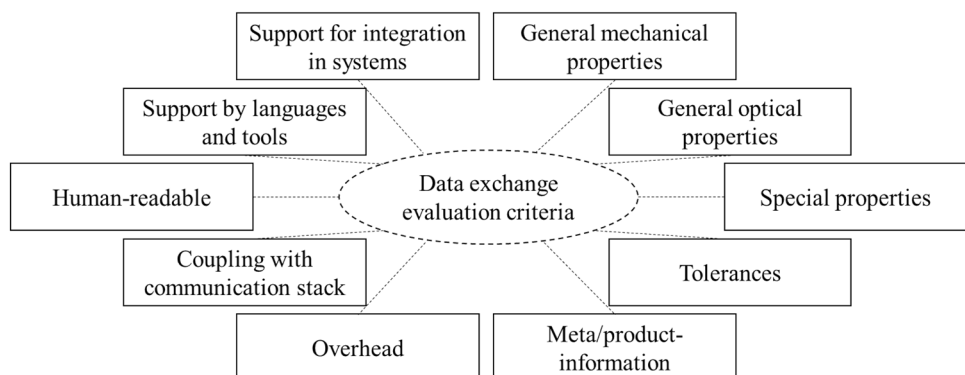 Support for integration
in systems
General mechanical
properties
Support by languages
and tools
General optical
properties
Human-readable
Data exchange
evaluation criteria
Special properties
Coupling with
communication stack
Tolerances
Overhead
Meta/product-
information